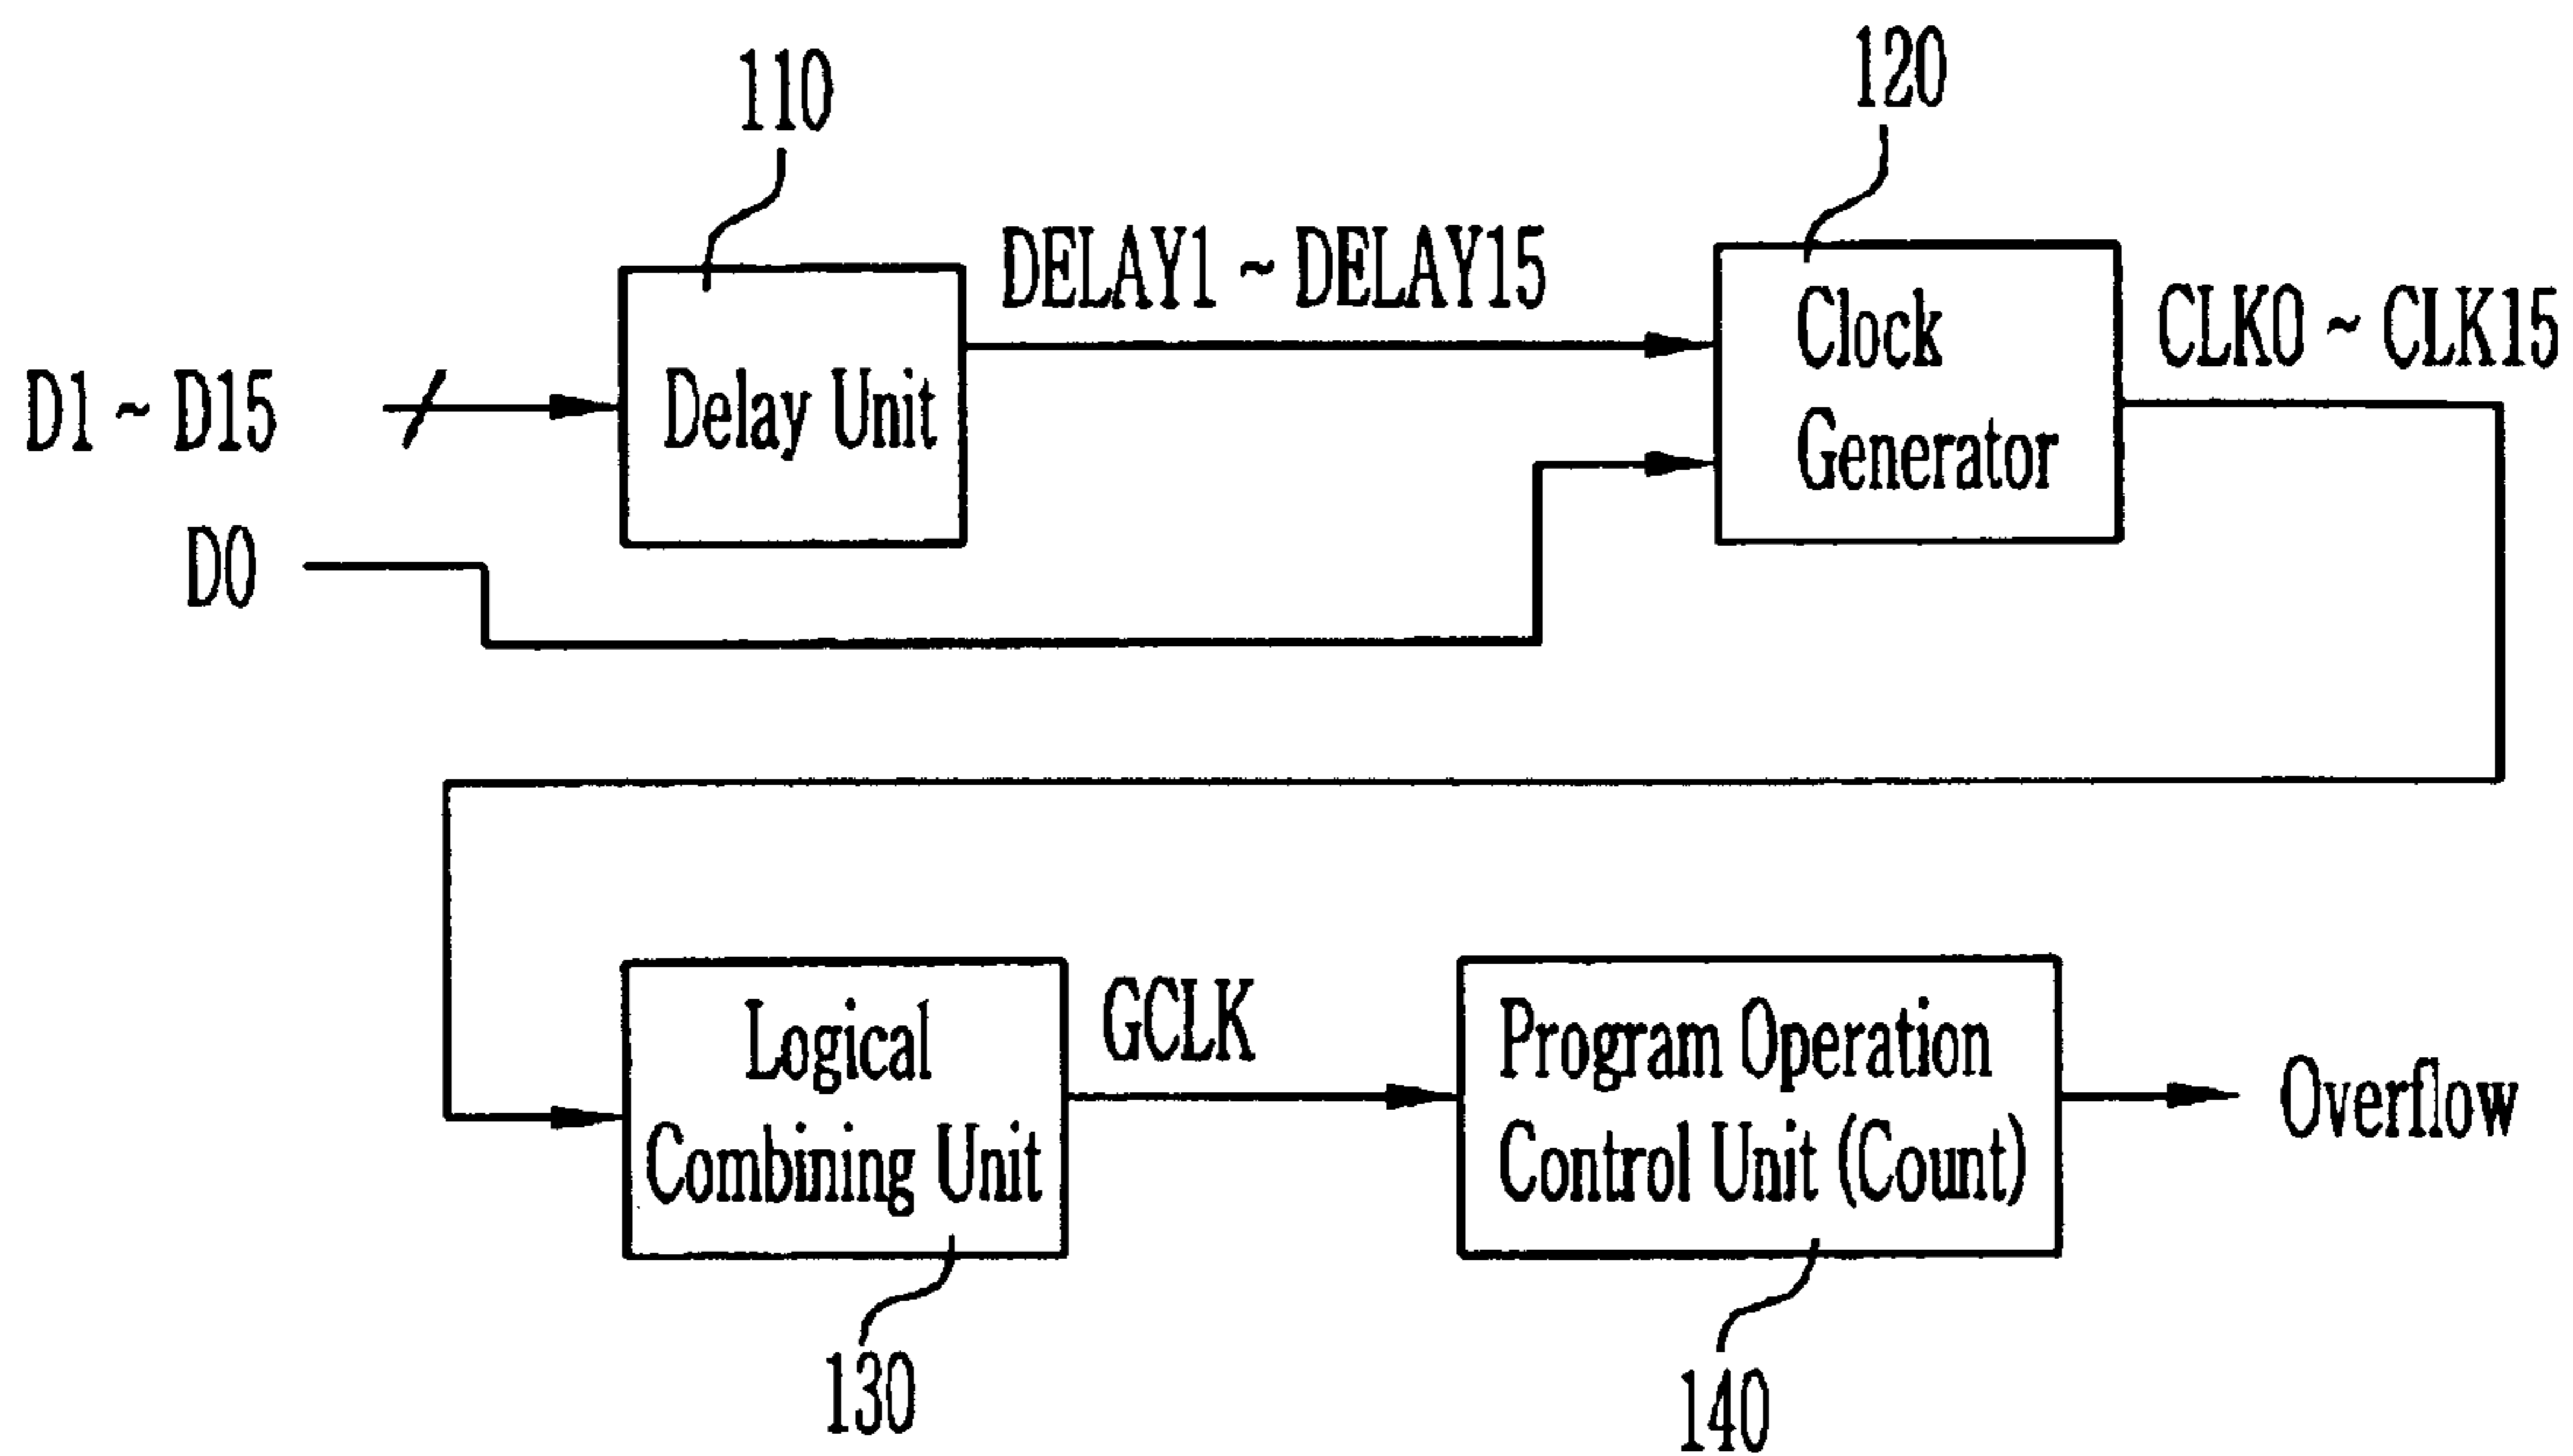 110
120
DELAY1 ~ DELAY15
Clock
Generator
CLK0 ~ CLK15
D1 ~ D15
Delay Unit
D0
Logical
Combining Unit
GCLK
Program Operation
Control Unit (Count)
Overflow
130
140